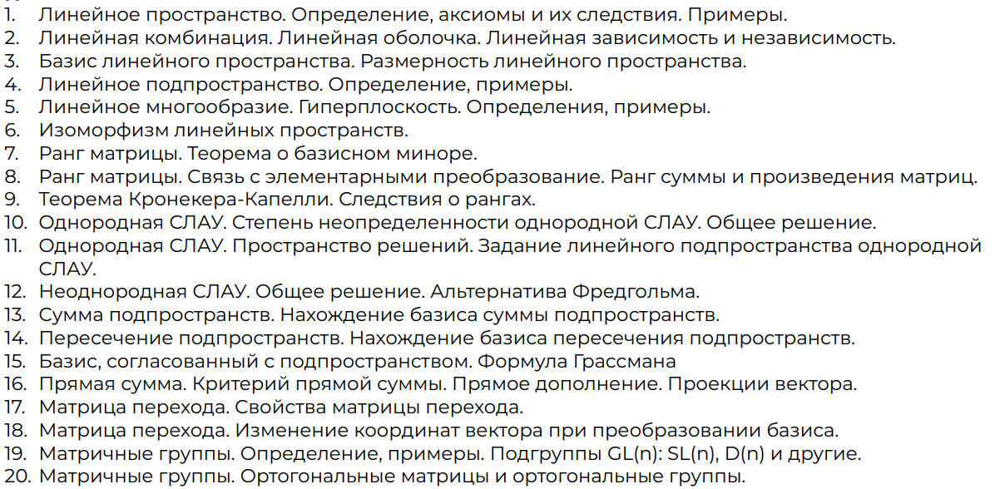 1. Линейное пространство. Определение, аксиомы и их следствия. Примеры.
2. Линейная комбинация. Линейная оболочка. Линейная зависимость и независимость.
3. Базис линейного пространства. Размерность линейного пространства.
4. Линейное подпространство. Определение, примеры.
5. Линейное многообразие. Гиперплоскость. Определения, примеры.
6. Изоморфизм линейных пространств.
7. Ранг матрицы. Теорема о базисном миноре.
8. Ранг матрицы. Связь с элементарными преобразование. Ранг суммы и произведения матриц.
9. Теорема Кронекера-Капелли. Следствия о рангах.
10. Однородная СЛАУ. Степень неопределенности однородной СЛАУ. Общее решение.
11. Однородная СЛАУ. Пространство решений. Задание линейного подпространства однородной
СЛАУ.
12. Неоднородная СЛАУ. Общее решение. Альтернатива Фредгольма.
13. Сумма подпространств. Нахождение базиса суммы подпространств.
14. Пересечение подпространств. Нахождение базиса пересечения подпространств.
15. Базис, согласованный с подпространством. Формула Грассмана
16. Прямая сумма. Критерий прямой суммы. Прямое дополнение. Проекции вектора.
17. Матрица перехода. Свойства матрицы перехода.
18. Матрица перехода. Изменение координат вектора при преобразовании базиса.
19. Матричные группы. Определение, примеры. Подгруппы GL(n): SL(n), D(n) и другие.
20. Матричные группы. Ортогональные матрицы и ортогональные группы.